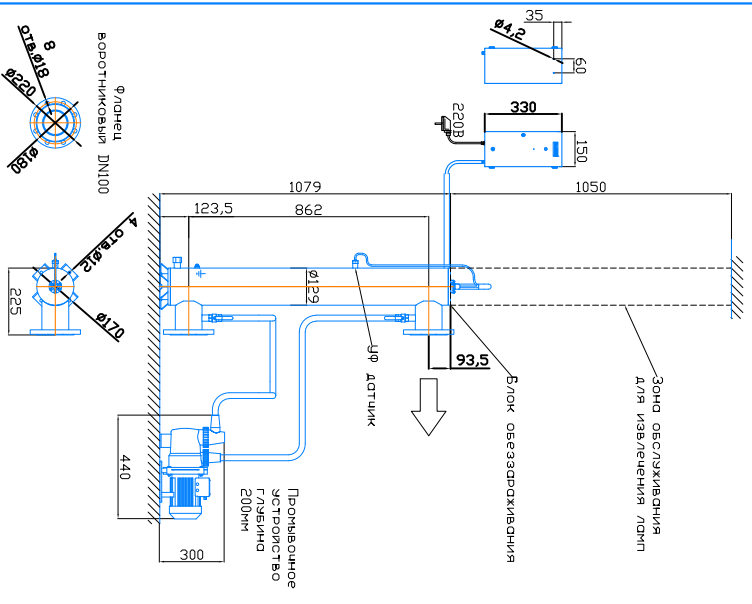 35
ø4,2
60
330
150
220В
8
отв.ø18
ø220
ø180
Фланец
воротниковый DN100
1079
1050
123,5
862
4 отв.ø12
ø170
225
ø129
93,5
УФ датчик
Блок обеззараживания
Зона обслуживания
для извлечения ламп
440
300
Промывочное
устройство
глубина
200мм